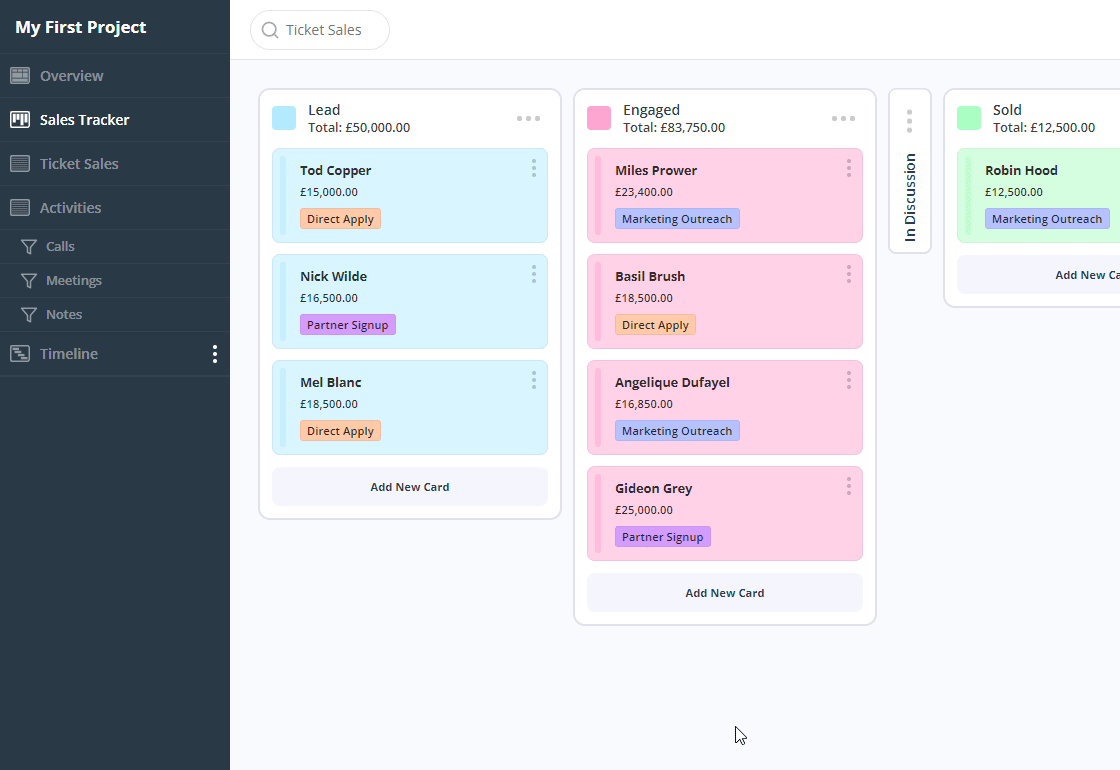 My First Project
Overview
Sales Tracker
Ticket Sales
Activities
Calls
Meetings
Notes
Timeline
Ticket Sales
Lead
Total: £50,000.00
Tod Copper
£15,000.00
Direct Apply
Nick Wilde
£16,500.00
Partner Signup
Mel Blanc
£18,500.00
Direct Apply
Add New Card
Engaged
Total: £83,750.00
Miles Prower
£23,400.00
Marketing Outreach
Basil Brush
£18,500.00
Direct Apply
Angelique Dufayel
£16,850.00
Marketing Outreach
Gideon Grey
£25,000.00
Partner Signup
Add New Card
In Discussion
Sold
Total: £12,500.00
Robin Hood
£12,500.00
Marketing Outreach
Add New Ca